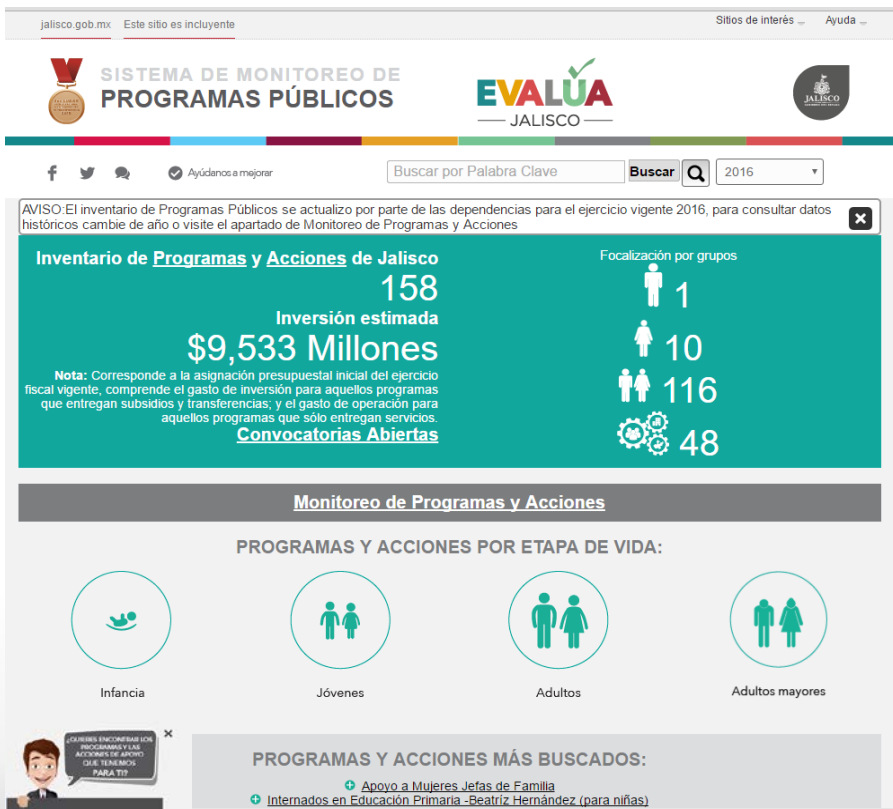 jalisco.gob.mx Este sitio es incluyente Sitios de interés Ayuda
SISTEMA DE MONITOREO DE
PROGRAMAS PÚBLICOS
EVALÚA
JALISCO
JALISCO
Ayúdanos a mejorar Buscar por Palabra Clave Buscar 2016
AVISO:El inventario de Programas Públicos se actualizo por parte de las dependencias para el ejercicio vigente 2016, para consultar datos
históricos cambie de año o visite el apartado de Monitoreo de Programas y Acciones
Inventario de Programas y Acciones de Jalisco
158
Inversión estimada
$9,533 Millones
Nota: Corresponde a la asignación presupuestal inicial del ejercicio
fiscal vigente, comprende el gasto de inversión para aquellos programas
que entregan subsidios y transferencias; y el gasto de operación para
aquellos programas que sólo entregan servicios.
Convocatorias Abiertas
Focalización por grupos
1
10
116
48
Monitoreo de Programas y Acciones
PROGRAMAS Y ACCIONES POR ETAPA DE VIDA:
Infancia Jóvenes Adultos Adultos mayores
¿QUIERES ENCONTRAR LOS
PROGRAMAS Y LAS
ACCIONES DE APOYO
QUE TENEMOS
PARA TI?
PROGRAMAS Y ACCIONES MÁS BUSCADOS:
Apoyo a Mujeres Jefas de Familia
Internados en Educación Primaria -Beatríz Hernández (para niñas)